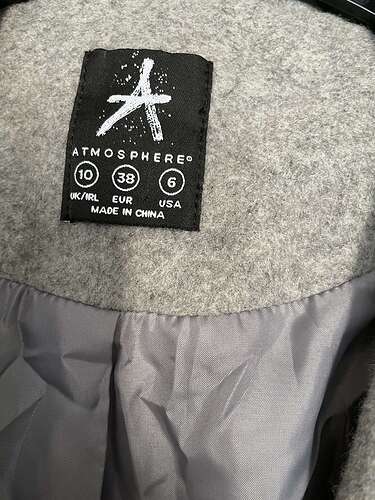 A
ATMOSPHERE®
10 38 6
UK/IRL EUR USA
MADE IN CHINA